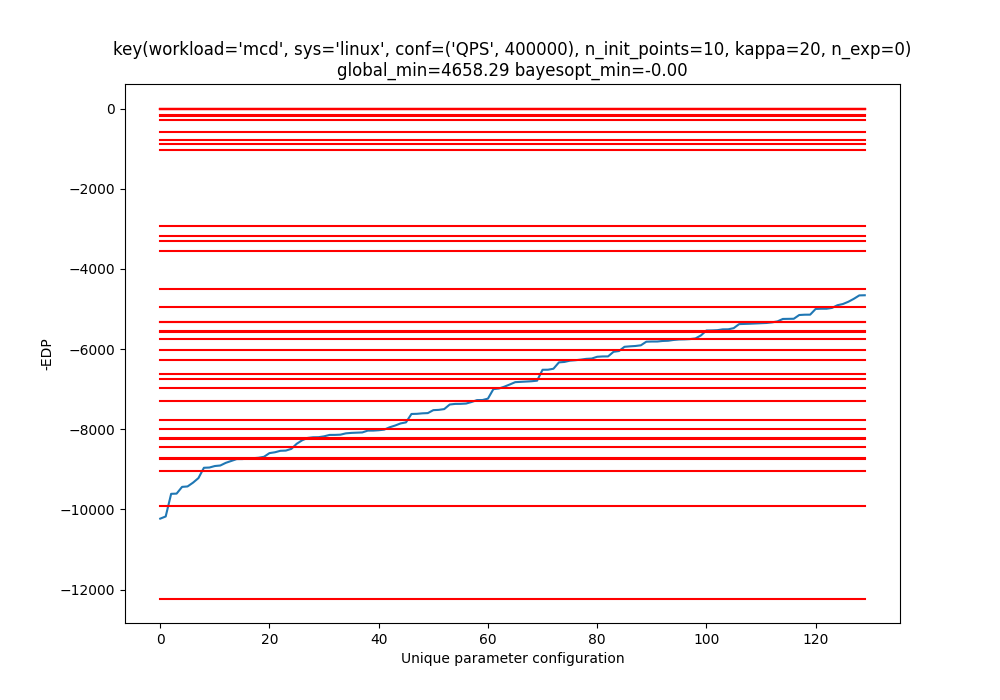 key(workload='mcd', sys='linux', conf=('QPS', 400000), n_init_points=10, kappa=20, n_exp=0)
global_min=4658.29 bayesopt_min=-0.00
0
−2000
−4000
−6000
−8000
−10000
−12000
-EDP
0 20 40 60 80 100 120
Unique parameter configuration